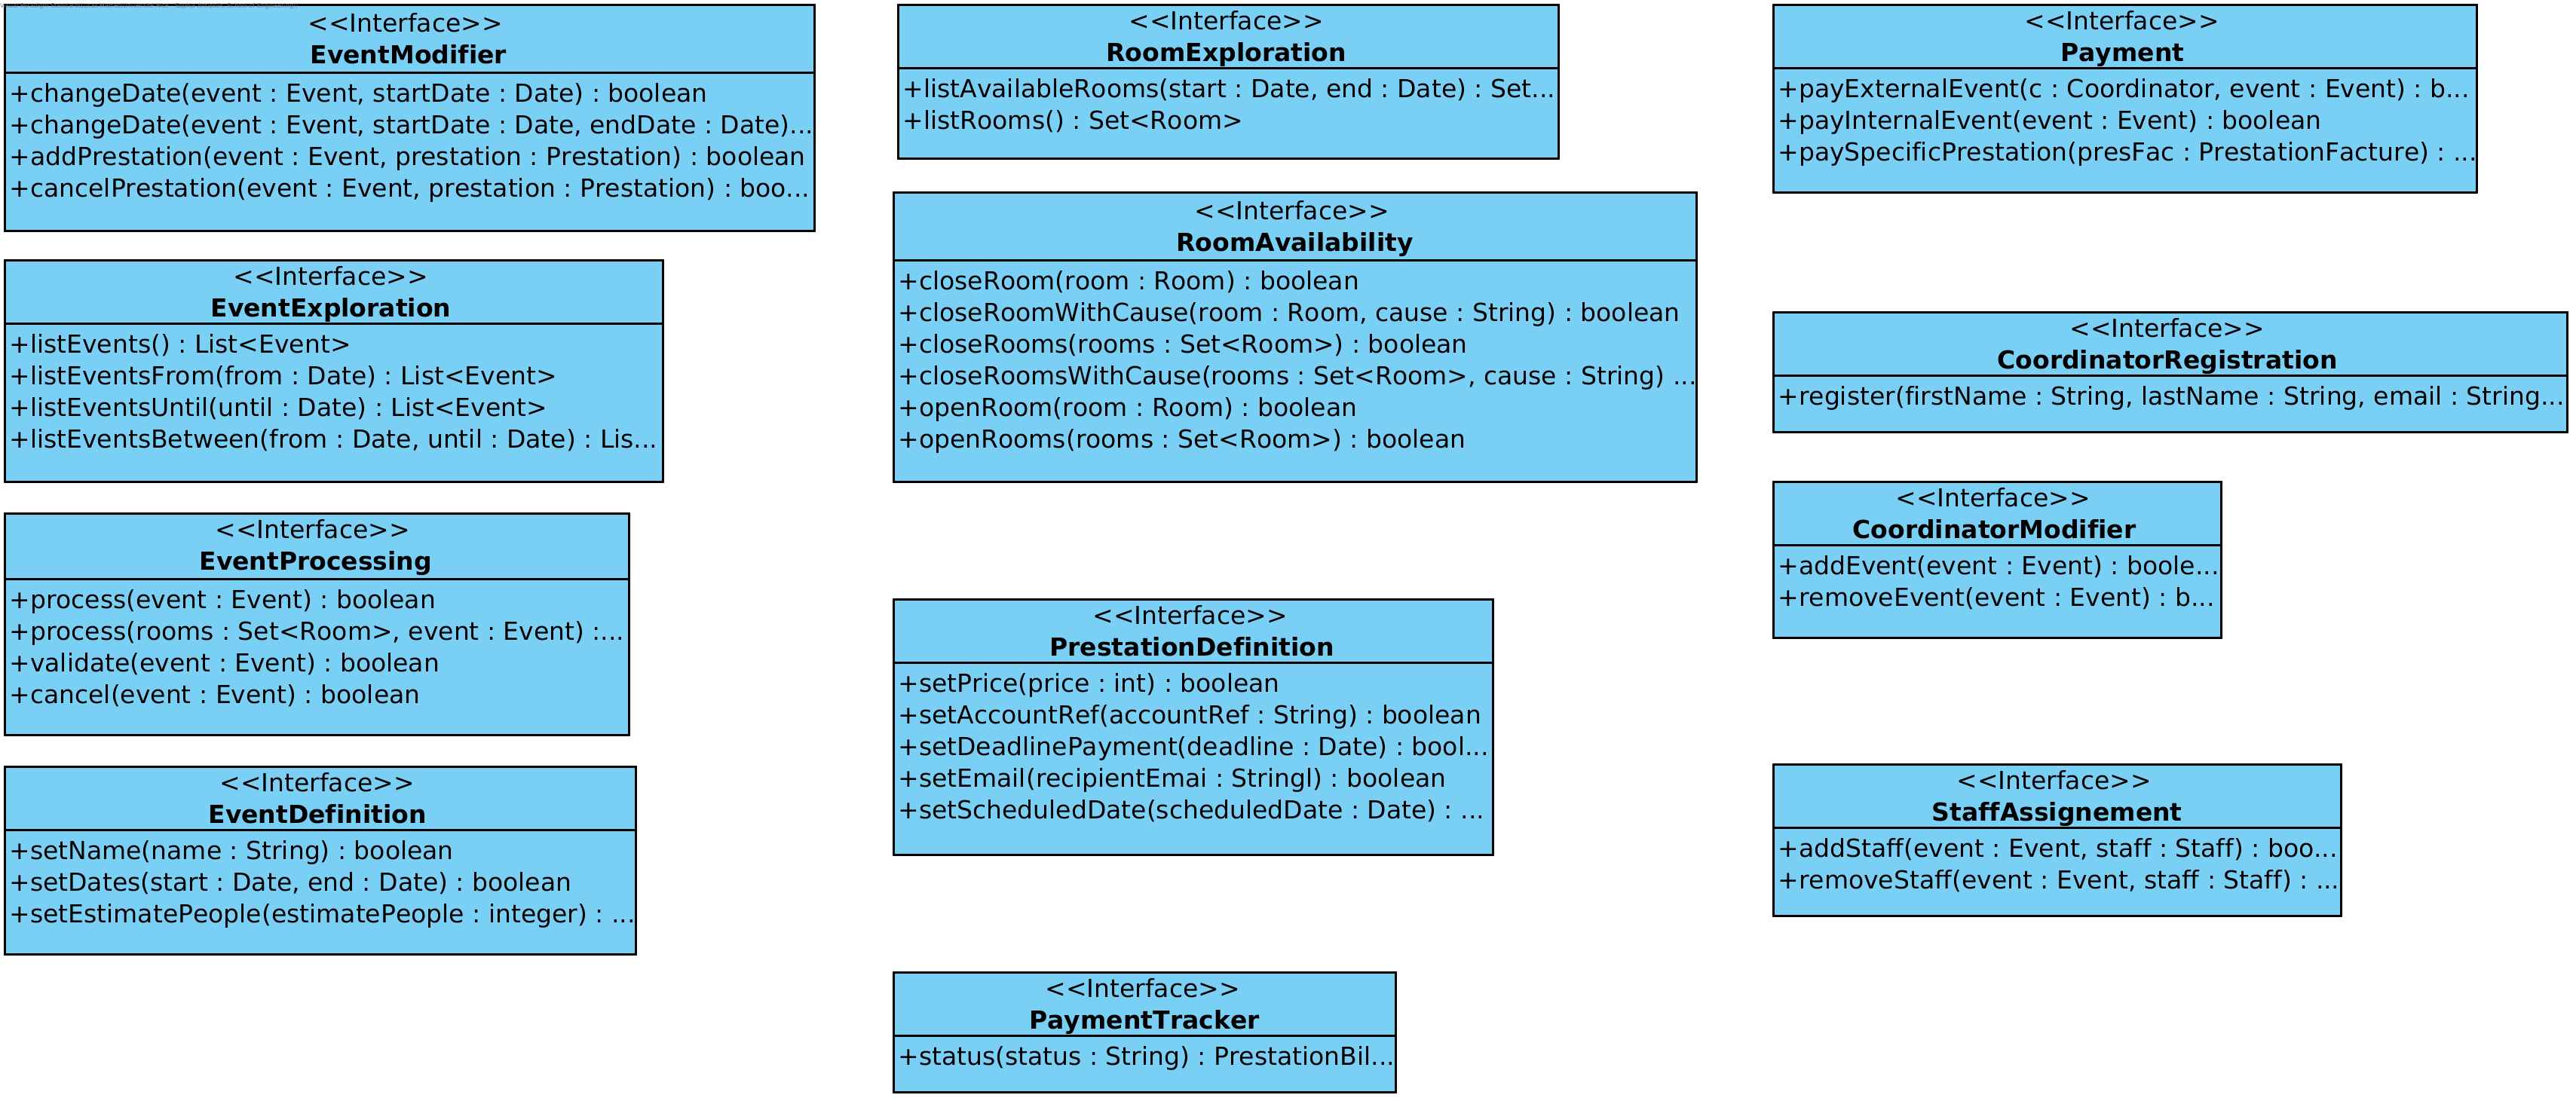 <<Interface>>
EventModifier
+changeDate(event : Event, startDate : Date) : boolean
+changeDate(event : Event, startDate : Date, endDate : Date)...
+addPrestation(event : Event, prestation : Prestation) : boolean
+cancelPrestation(event : Event, prestation : Prestation) : boo...
<<Interface>>
EventExploration
+listEvents() : List<Event>
+listEventsFrom(from : Date) : List<Event>
+listEventsUntil(until : Date) : List<Event>
+listEventsBetween(from : Date, until : Date) : Lis...
<<Interface>>
EventProcessing
+process(event : Event) : boolean
+process(rooms : Set<Room>, event : Event) :...
+validate(event : Event) : boolean
+cancel(event : Event) : boolean
<<Interface>>
EventDefinition
+setName(name : String) : boolean
+setDates(start : Date, end : Date) : boolean
+setEstimatePeople(estimatePeople : integer) : ...
<<Interface>>
RoomExploration
+listAvailableRooms(start : Date, end : Date) : Set...
+listRooms() : Set<Room>
<<Interface>>
RoomAvailability
+closeRoom(room : Room) : boolean
+closeRoomWithCause(room : Room, cause : String) : boolean
+closeRooms(rooms : Set<Room>) : boolean
+closeRoomsWithCause(rooms : Set<Room>, cause : String) ...
+openRoom(room : Room) : boolean
+openRooms(rooms : Set<Room>) : boolean
<<Interface>>
PrestationDefinition
+setPrice(price : int) : boolean
+setAccountRef(accountRef : String) : boolean
+setDeadlinePayment(deadline : Date) : bool...
+setEmail(recipientEmai : Stringl) : boolean
+setScheduledDate(scheduledDate : Date) : ...
<<Interface>>
PaymentTracker
+status(status : String) : PrestationBil...
<<Interface>>
Payment
+payExternalEvent(c : Coordinator, event : Event) : b...
+payInternalEvent(event : Event) : boolean
+paySpecificPrestation(presFac : PrestationFacture) : ...
<<Interface>>
CoordinatorRegistration
+register(firstName : String, lastName : String, email : String...
<<Interface>>
CoordinatorModifier
+addEvent(event : Event) : boole...
+removeEvent(event : Event) : b...
<<Interface>>
StaffAssignement
+addStaff(event : Event, staff : Staff) : boo...
+removeStaff(event : Event, staff : Staff) : ...